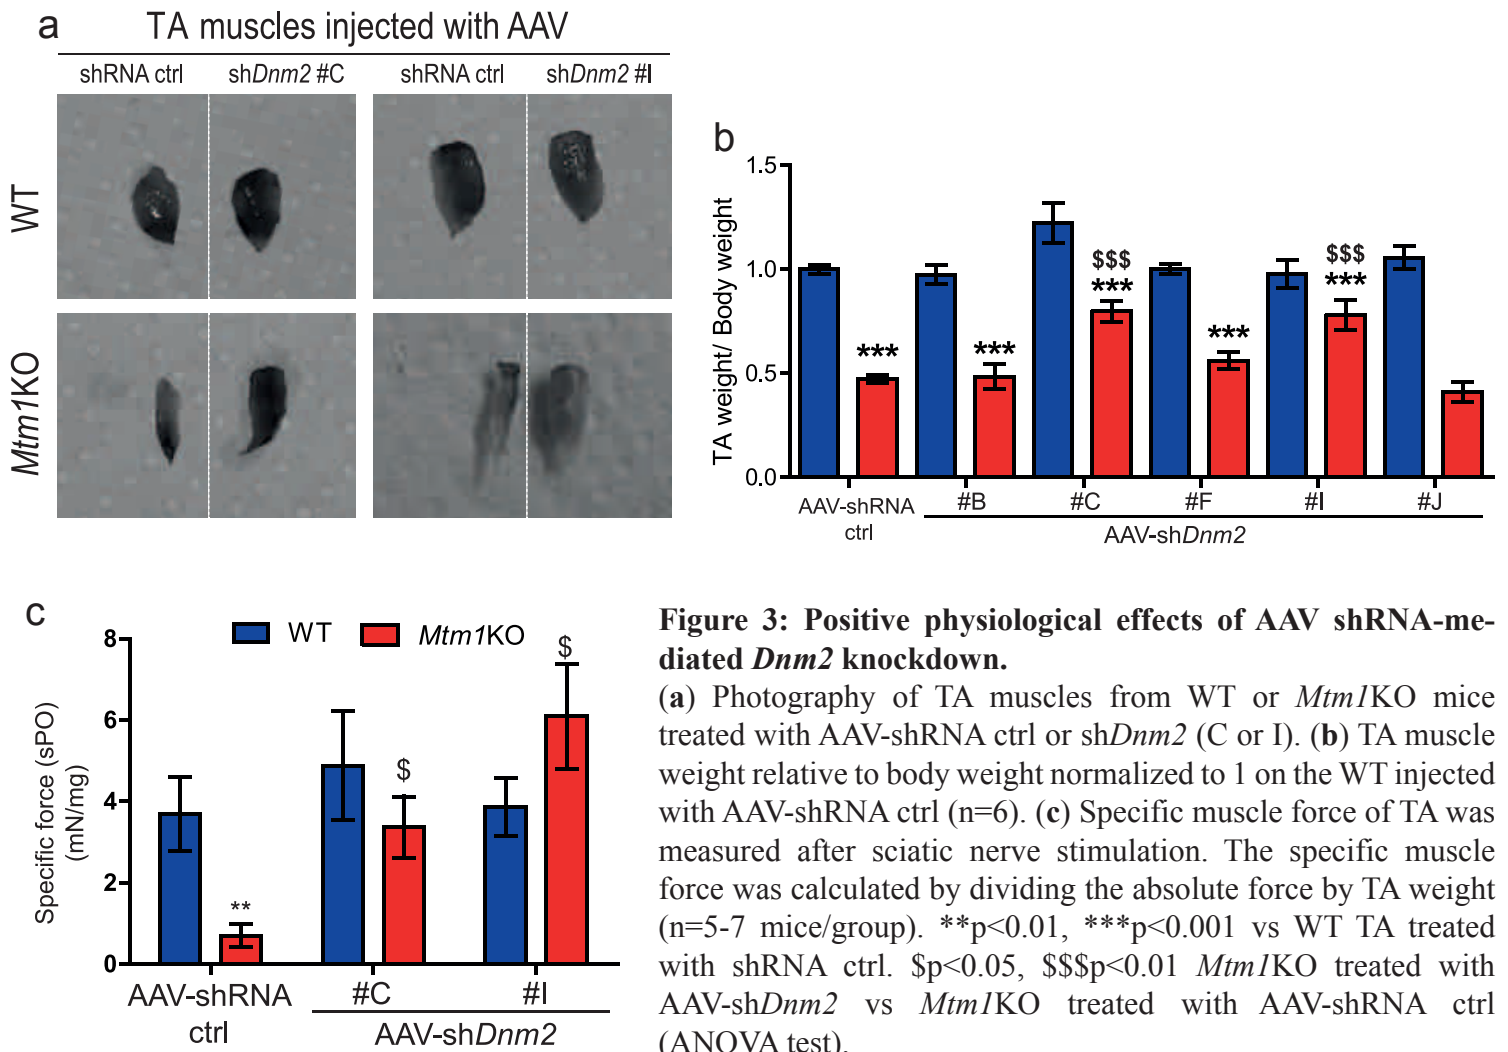 a
TA muscles injected with AAV
shRNA ctrl
shDnm2 #C
shRNA ctrl
shDnm2 #I
WT
Mtm1KO
b
TA weight/ Body weight
1.5
1.0
0.5
0.0
***
***
$$$
***
***
$$$
***
AAV-shRNA
ctrl
#B
#C
#F
#I
#J
AAV-shDnm2
c
WT
Mtm1KO
Specific force (sPO)
(mN/mg)
8
6
4
2
0
**
$
$
AAV-shRNA
ctrl
#C
#I
AAV-shDnm2
Figure 3: Positive physiological effects of AAV shRNA-me-
diated Dnm2 knockdown.
(a) Photography of TA muscles from WT or Mtm1KO mice
treated with AAV-shRNA ctrl or shDnm2 (C or I). (b) TA muscle
weight relative to body weight normalized to 1 on the WT injected
with AAV-shRNA ctrl (n=6). (c) Specific muscle force of TA was
measured after sciatic nerve stimulation. The specific muscle
force was calculated by dividing the absolute force by TA weight
(n=5-7 mice/group). **p<0.01, ***p<0.001 vs WT TA treated
with shRNA ctrl. $p<0.05, $$$p<0.01 Mtm1KO treated with
AAV-shDnm2 vs Mtm1KO treated with AAV-shRNA ctrl
(ANOVA test).